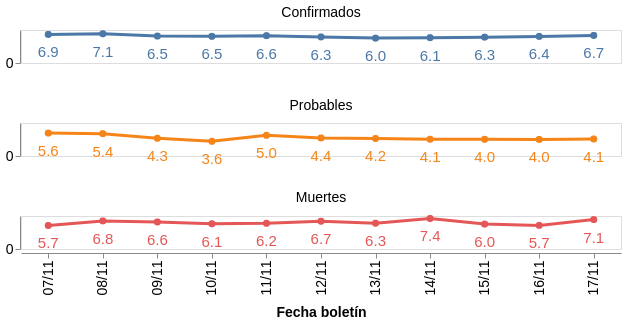 Confirmados
0
6.9 7.1 6.5 6.5 6.6 6.3 6.0 6.1 6.3 6.4 6.7
Probables
0
5.6 5.4 4.3 3.6 5.0 4.4 4.2 4.1 4.0 4.0 4.1
Muertes
0
5.7 6.8 6.6 6.1 6.2 6.7 6.3 7.4 6.0 5.7 7.1
07/11 08/11 09/11 10/11 11/11 12/11 13/11 14/11 15/11 16/11 17/11
Fecha boletín